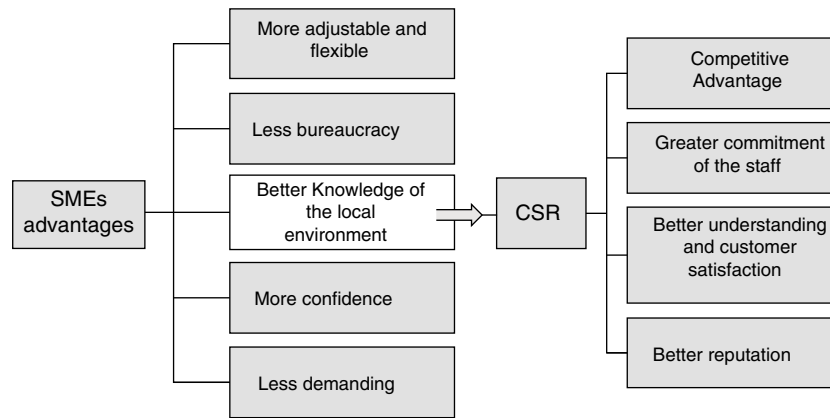 SMEs
advantages
More adjustable and
flexible
Less bureaucracy
Better Knowledge of
the local
environment
More confidence
Less demanding
CSR
Competitive
Advantage
Greater commitment
of the staff
Better understanding
and customer
satisfaction
Better reputation